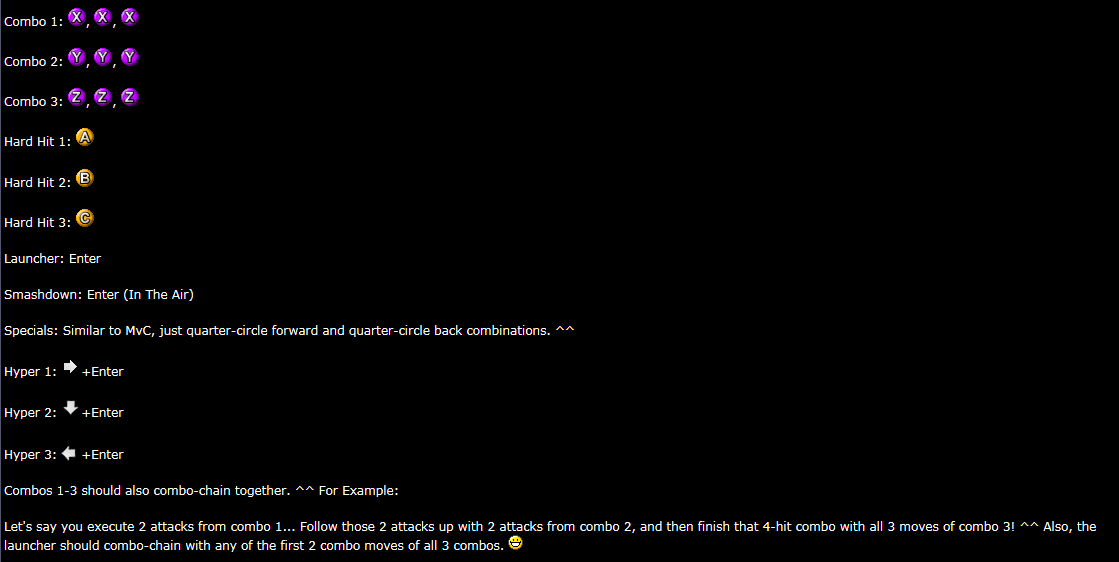 Combo 1: X, X, X
Combo 2: Y, Y, Y
Combo 3: Z, Z, Z
Hard Hit 1: A
Hard Hit 2: B
Hard Hit 3: C
Launcher: Enter
Smashdown: Enter (In The Air)
Specials: Similar to MvC, just quarter-circle forward and quarter-circle back combinations. ^^
Hyper 1: +Enter
Hyper 2: +Enter
Hyper 3: +Enter
Combos 1-3 should also combo-chain together. ^^ For Example:
Let's say you execute 2 attacks from combo 1... Follow those 2 attacks up with 2 attacks from combo 2, and then finish that 4-hit combo with all 3 moves of combo 3! ^^ Also, the
launcher should combo-chain with any of the first 2 combo moves of all 3 combos.